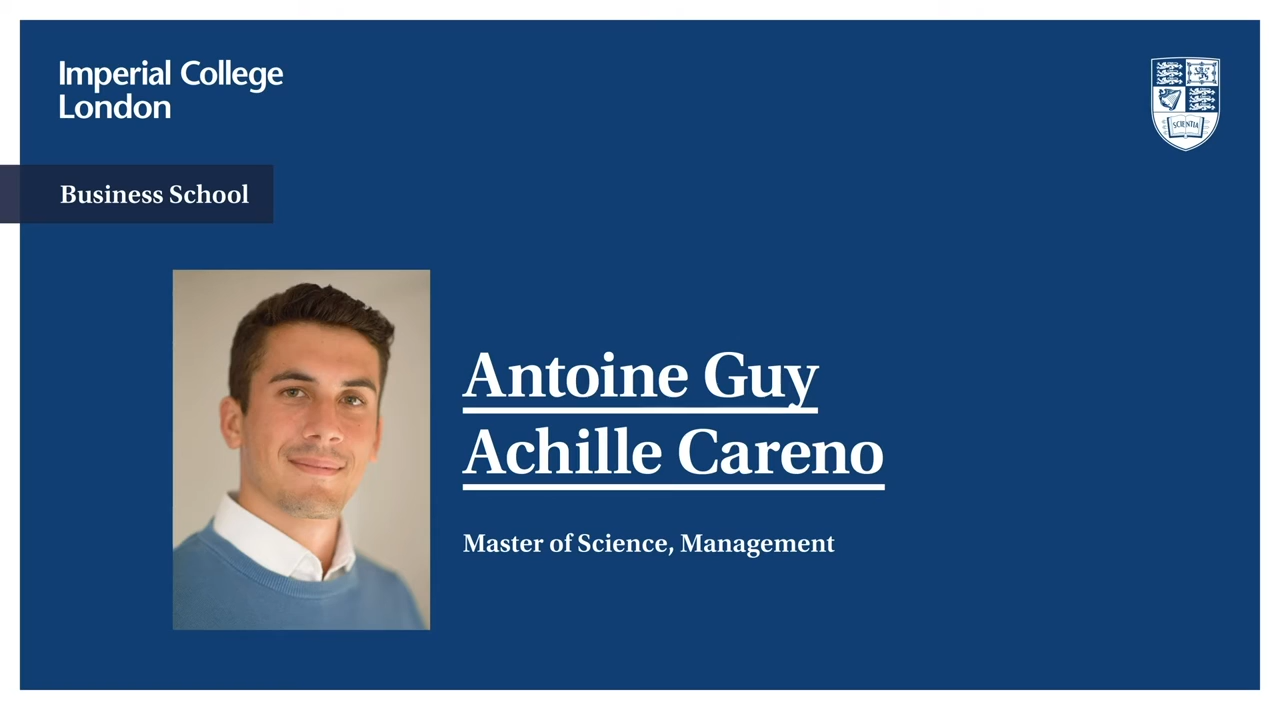 Imperial College
London
Business School
SCIENTIA
Antoine Guy
Achille Careno
Master of Science, Management